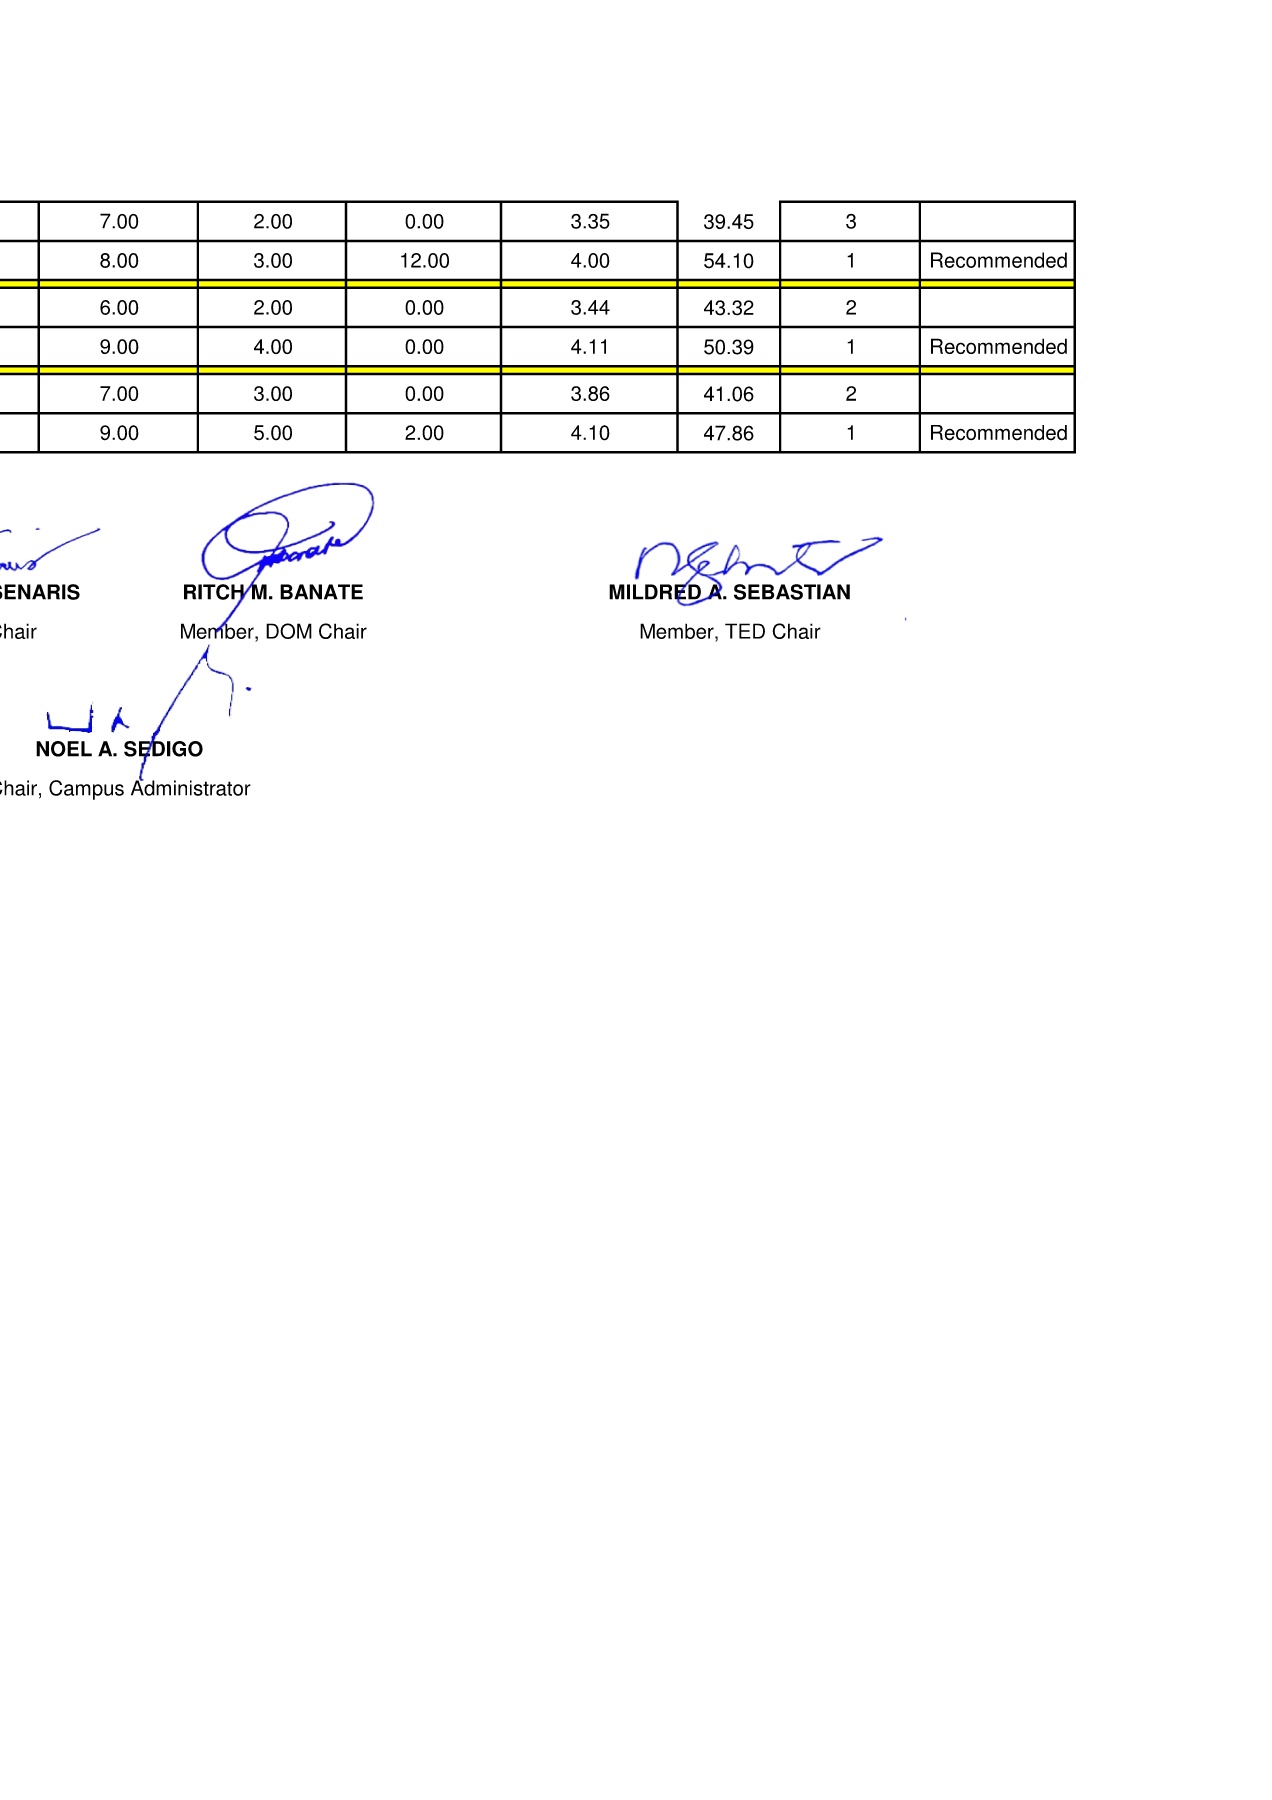 7.00 2.00 0.00 3.35 39.45 3
8.00 3.00 12.00 4.00 54.10 1 Recommended
6.00 2.00 0.00 3.44 43.32 2
9.00 4.00 0.00 4.11 50.39 1 Recommended
7.00 3.00 0.00 3.86 41.06 2
9.00 5.00 2.00 4.10 47.86 1 Recommended
SENARIS RITCH M. BANATE MILDRED A. SEBASTIAN
Chair Member, DOM Chair Member, TED Chair
NOEL A. SEDIGO
Chair, Campus Administrator